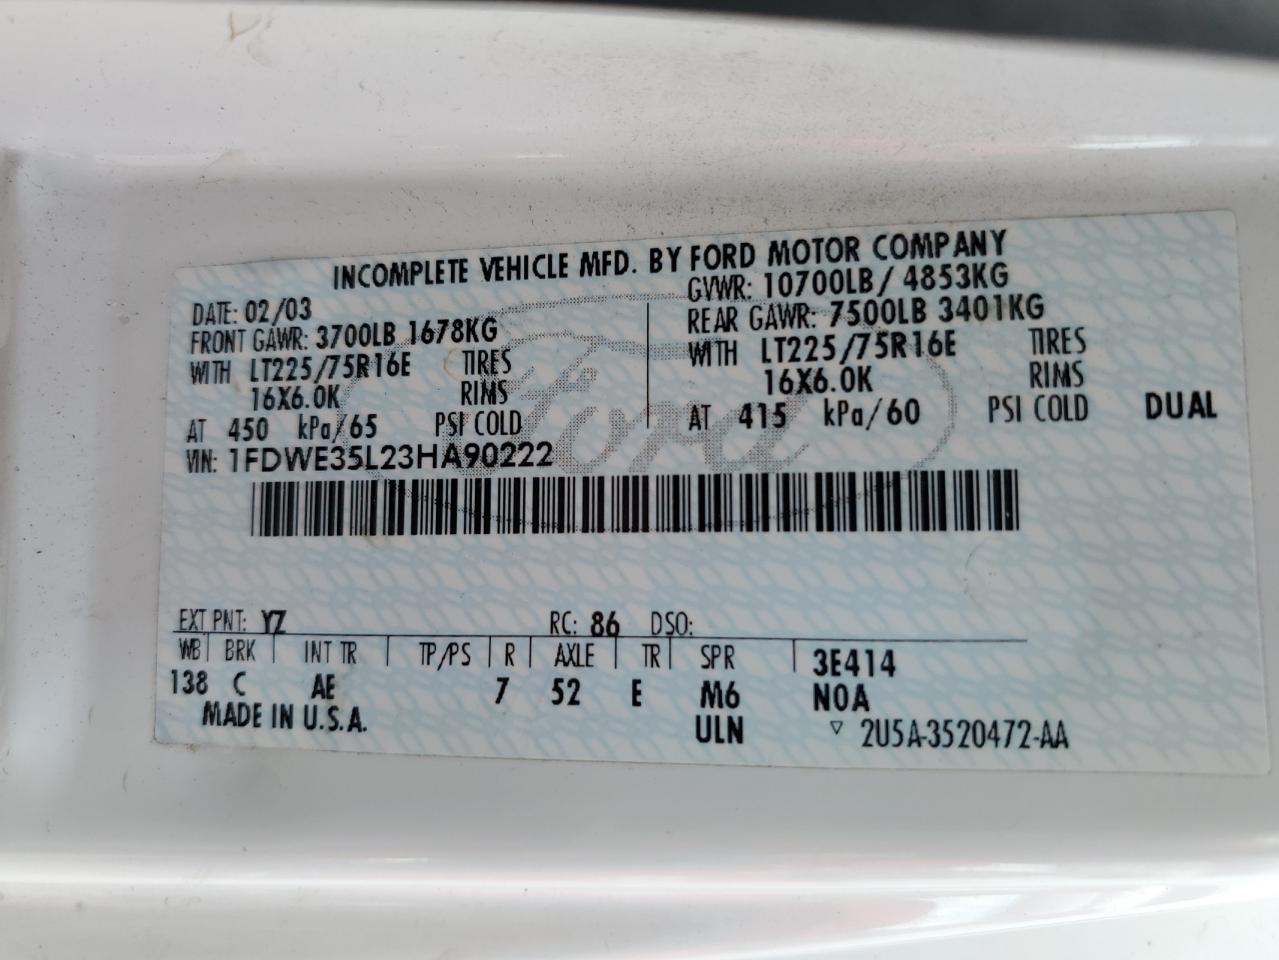 INCOMPLETE VEHICLE MFD. BY FORD MOTOR COMPANY
DATE: 02/03
FRONT GAWR: 3700LB 1678KG
WITH LT225/75R16E TIRES
16X6.0K RIMS
AT 450 kPa/65 PSI COLD
GVWR: 10700LB / 4853KG
REAR GAWR: 7500LB 3401KG
WITH LT225/75R16E TIRES
16X6.0K RIMS
AT 415 kPa/60 PSI COLD DUAL
VIN: 1FDWE35L23HA90222
Ford
EXT PNT: YZ RC: 86 DSO:
WB BRK INT TR TP/PS R AXLE TR SPR 3E414
138 C AE 7 52 E M6 N0A
MADE IN U.S.A. ULN 2U5A-3520472-AA